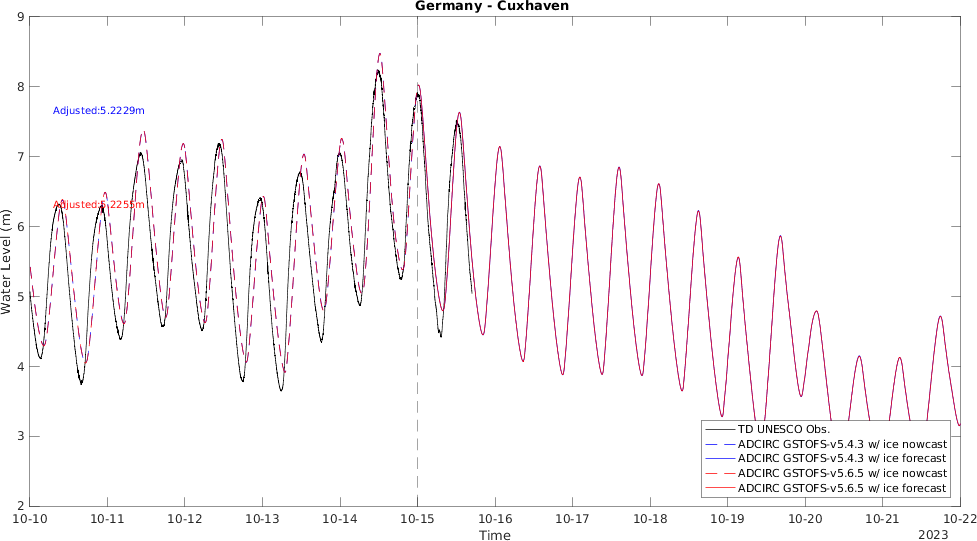 Germany - Cuxhaven
9
8
7
6
5
4
3
2
Water Level (m)
Adjusted:5.2229m
Adjusted:5.2255m
TD UNESCO Obs.
ADCIRC GSTOFS-v5.4.3 w/ ice nowcast
ADCIRC GSTOFS-v5.4.3 w/ ice forecast
ADCIRC GSTOFS-v5.6.5 w/ ice nowcast
ADCIRC GSTOFS-v5.6.5 w/ ice forecast
10-10 10-11 10-12 10-13 10-14 10-15 10-16 10-17 10-18 10-19 10-20 10-21 10-22
Time
2023